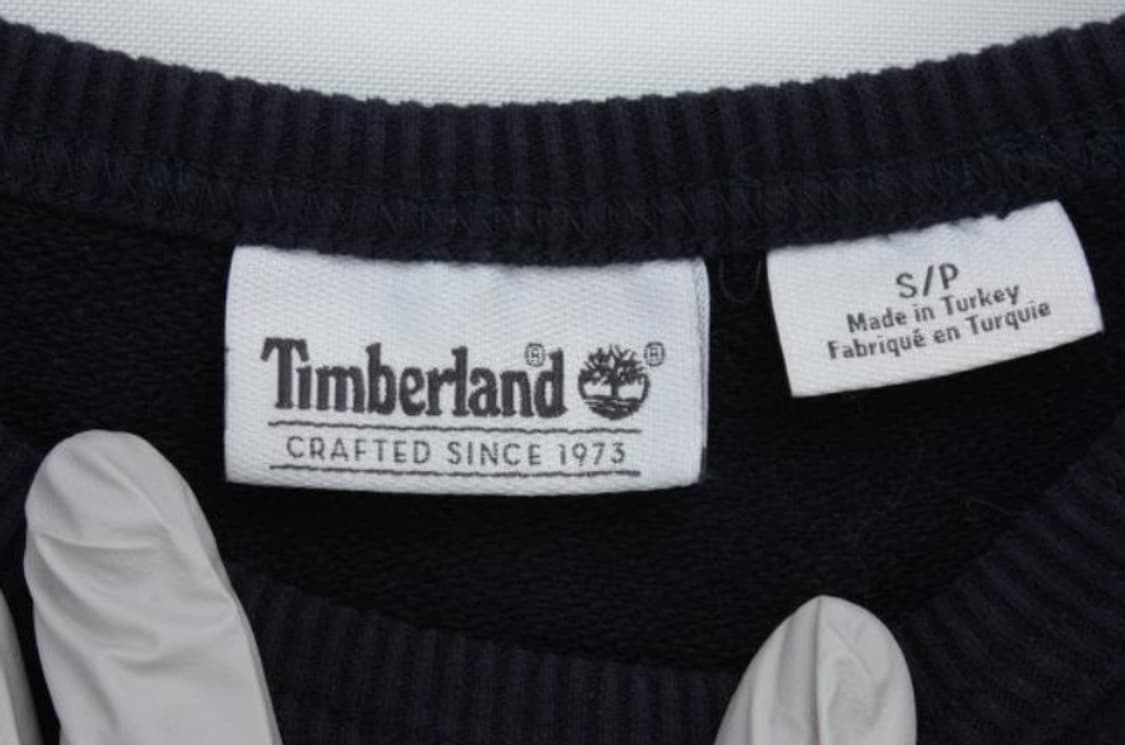 Timberland®
®
CRAFTED SINCE 1973
S/P
Made in Turkey
Fabriqué en Turquie